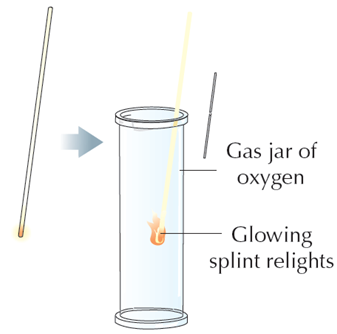 Gas jar of
oxygen
Glowing
splint relights